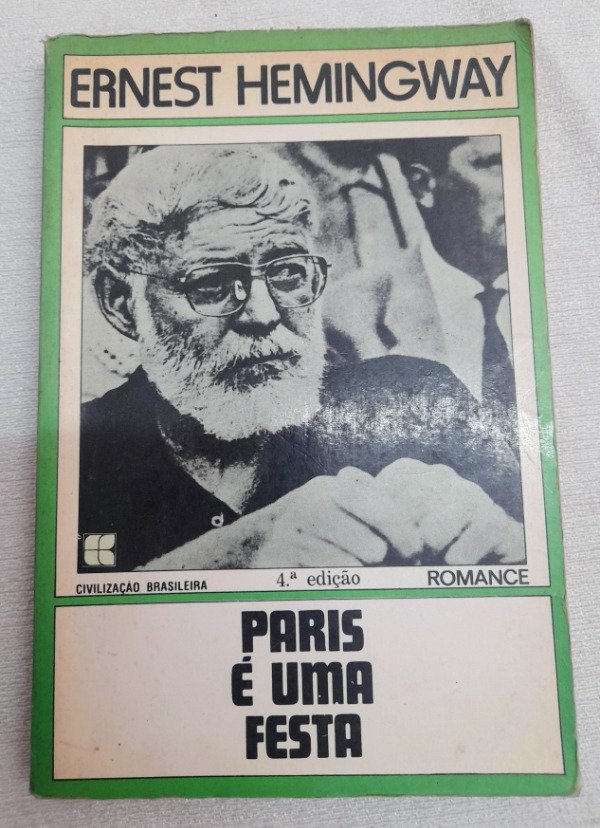 ERNEST HEMINGWAY
CIVILIZAÇÃO BRASILEIRA 4.ª edição ROMANCE
PARIS
É UMA
FESTA